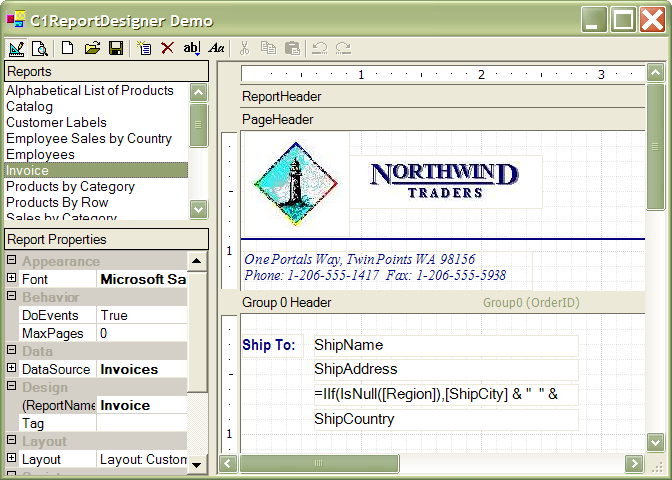 C1ReportDesigner Demo
ab
Aa
Reports
Alphabetical List of Products
Catalog
Customer Labels
Employee Sales by Country
Employees
Invoice
Products by Category
Products By Row
Sales by Category
Report Properties
Appearance
Font Microsoft Sa
Behavior
DoEvents True
MaxPages 0
Data
DataSource Invoices
Design
(ReportName Invoice
Tag
Layout
Layout Layout: Custom
1 2 3
ReportHeader
PageHeader
NORTHWIND
TRADERS
1
One Portals Way, Twin Points WA 98156
Phone: 1-206-555-1417 Fax: 1-206-555-5938
Group 0 Header Group0 (OrderID)
Ship To: ShipName
ShipAddress
=IIf(IsNull([Region]),[ShipCity] & " " &
ShipCountry
1